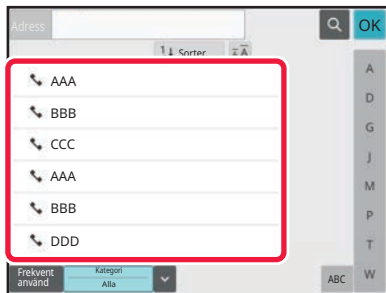 Adress
OK
Sorter
AAA
BBB
CCC
AAA
BBB
DDD
A
D
G
J
M
P
T
W
Frekvent
använd
Kategori
Alla
ABC